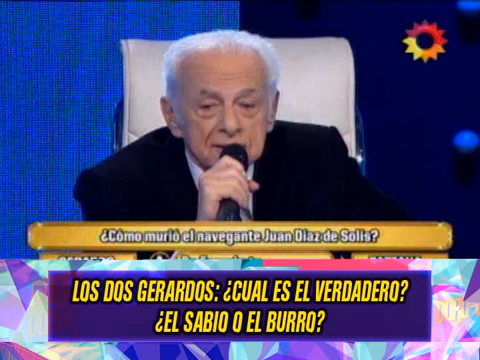 ¿Cómo murió el navegante Juan Díaz de Solís?
LOS DOS GERARDOS: ¿CUAL ES EL VERDADERO?
¿EL SABIO O EL BURRO?